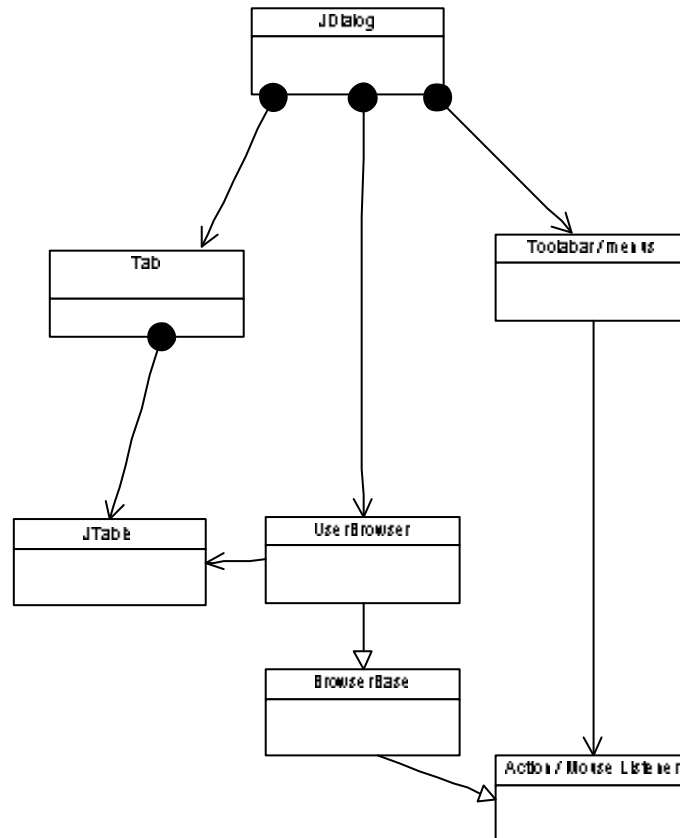 JDialog
Tab
Toolabar/menus
JTable
UserBrowser
BrowserBase
Action / Mouse Listener